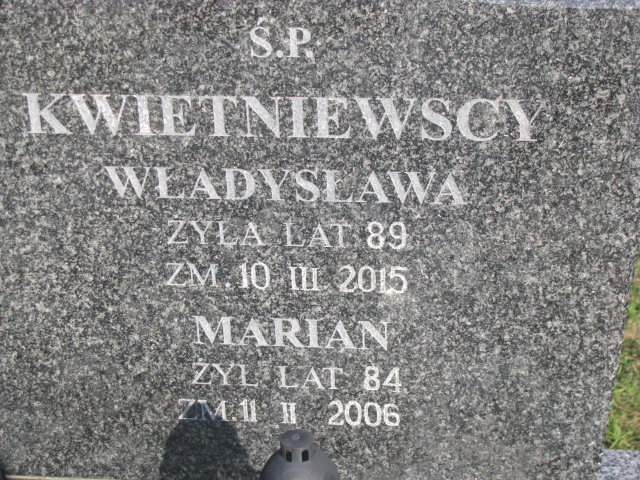 Ś.P.
KWIETNIEWSCY
WŁADYSŁAWA
ŻYŁA LAT 89
ZM. 10 III 2015
MARIAN
ŻYŁ LAT 84
ZM. 11 II 2006